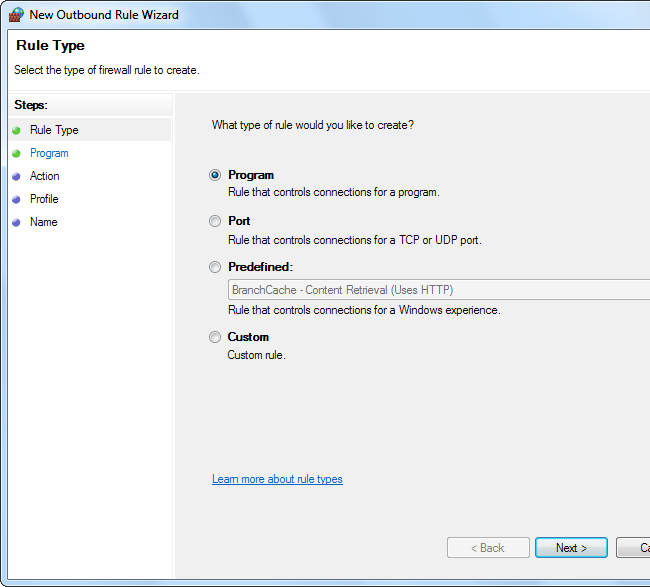 New Outbound Rule Wizard
Rule Type
Select the type of firewall rule to create.
Steps:
Rule Type
Program
Action
Profile
Name
What type of rule would you like to create?
Program
Rule that controls connections for a program.
Port
Rule that controls connections for a TCP or UDP port.
Predefined:
BranchCache - Content Retrieval (Uses HTTP)
Rule that controls connections for a Windows experience.
Custom
Custom rule.
Learn more about rule types
< Back
Next >
Ca